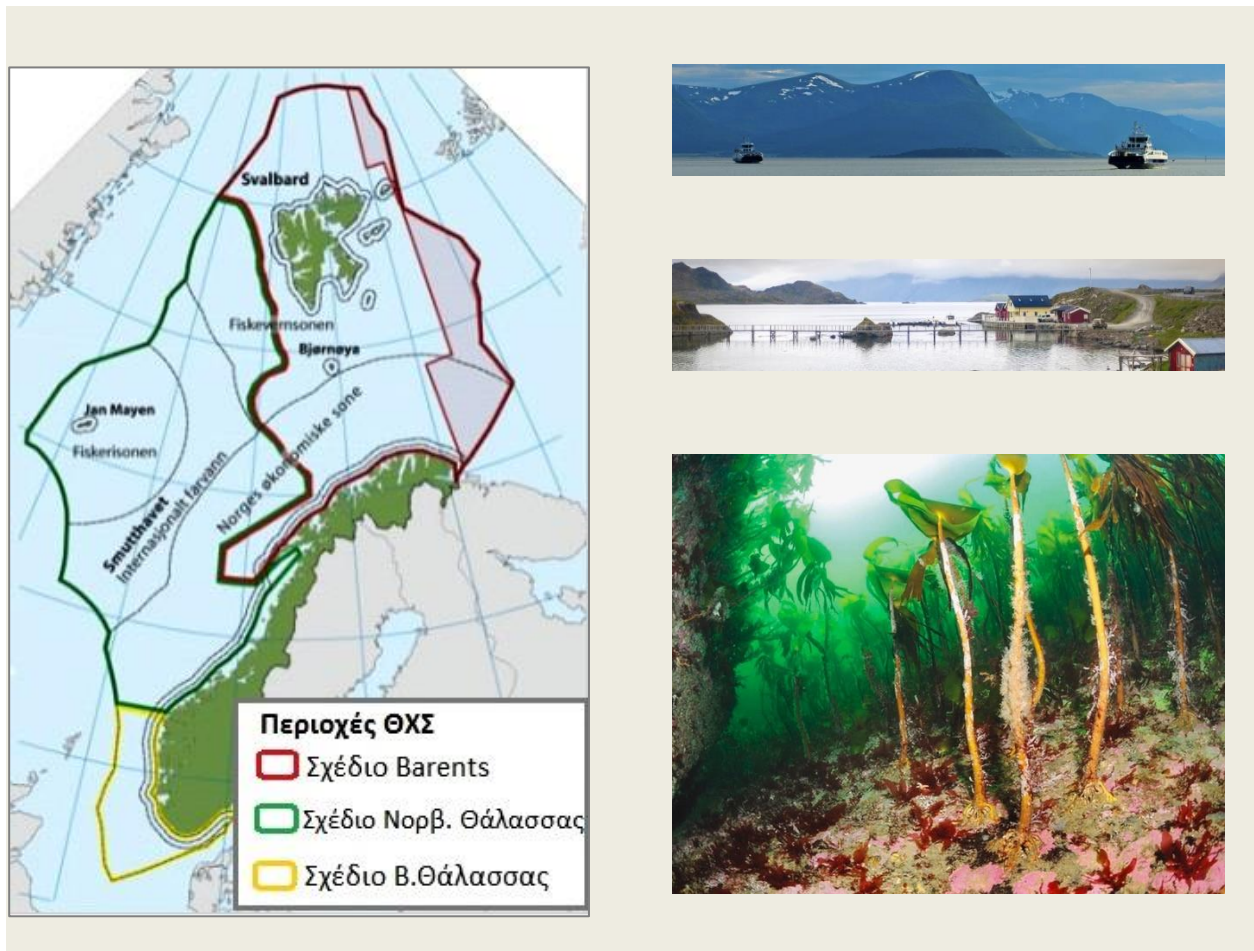 Svalbard
Fiskevernsonen
Bjørnøya
Jan Mayen
Fiskerisonen
Norges økonomiske sone
Smutthavet
Internasjonalt farvann
Περιοχές ΘΧΣ
Σχέδιο Barents
Σχέδιο Νορβ. Θάλασσας
Σχέδιο Β.Θάλασσας